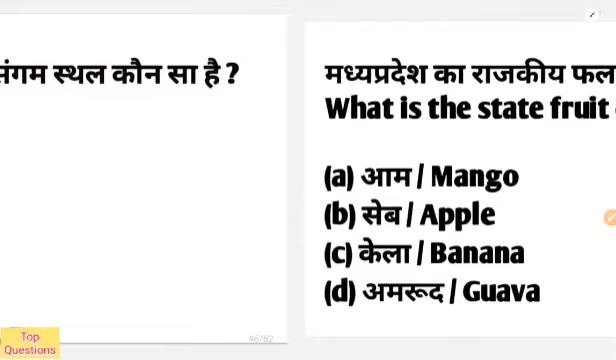 संगम स्थल कौन सा है ?
Top
Questions
46/62
मध्यप्रदेश का राजकीय फल
What is the state fruit
(a) आम / Mango
(b) सेब / Apple
(c) केला / Banana
(d) अमरूद / Guava